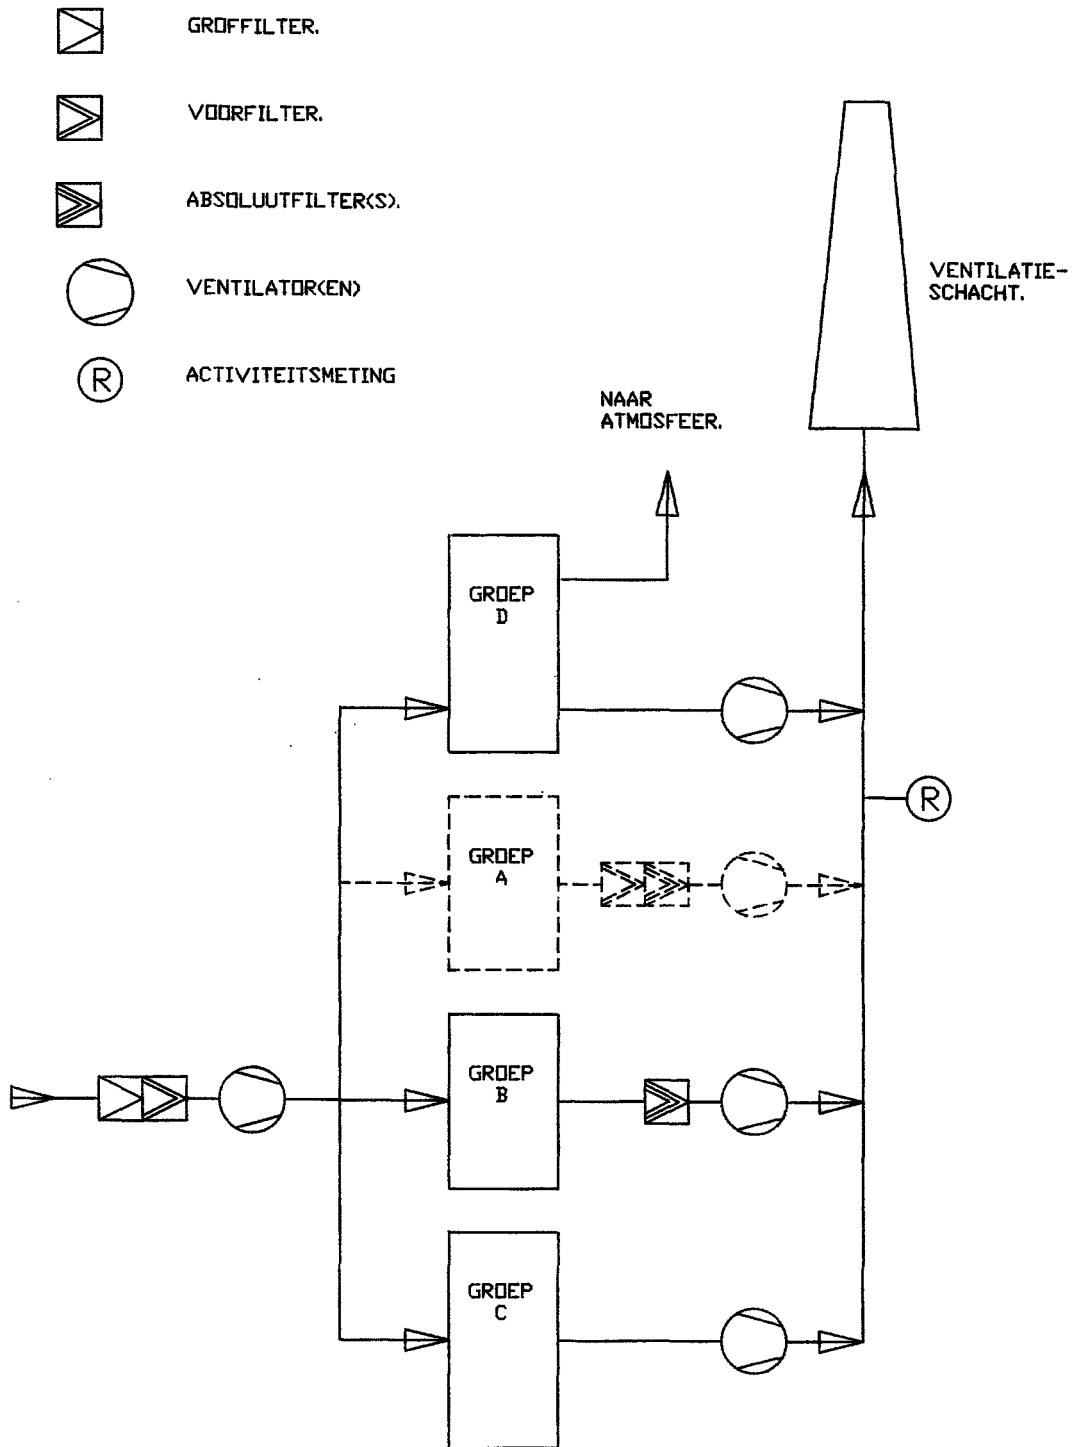 GROFFILTER.
VOORFILTER.
ABSOLUUTFILTER(S).
VENTILATOR(EN)
R ACTIVITEITSMETING
VENTILATIE-
SCHACHT.
NAAR
ATMOSFEER.
GROEP
D
R
GROEP
A
GROEP
B
GROEP
C